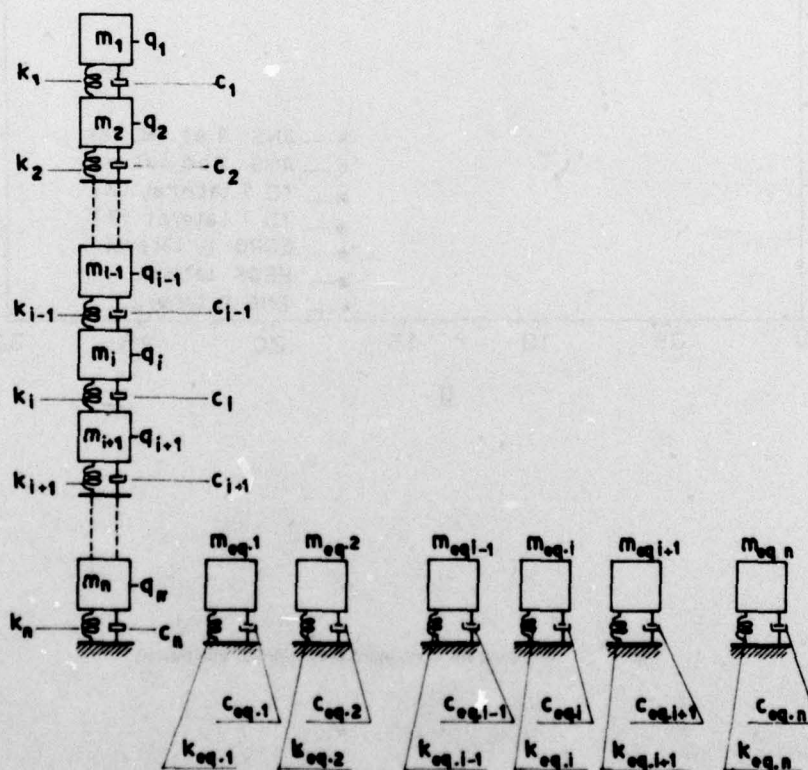 m1 q1
k1 c1
m2 q2
k2 c2
mi-1 qi-1
ki-1 ci-1
mi qi
ki ci
mi+1 qi+1
ki+1 ci+1
mn qn
kn cn
meq.1 meq.2 meq.i-1 meq.i meq.i+1 meq.n
ceq.1 ceq.2 ceq.i-1 ceq.i ceq.i+1 ceq.n
keq.1 keq.2 keq.i-1 keq.i keq.i+1 keq.n